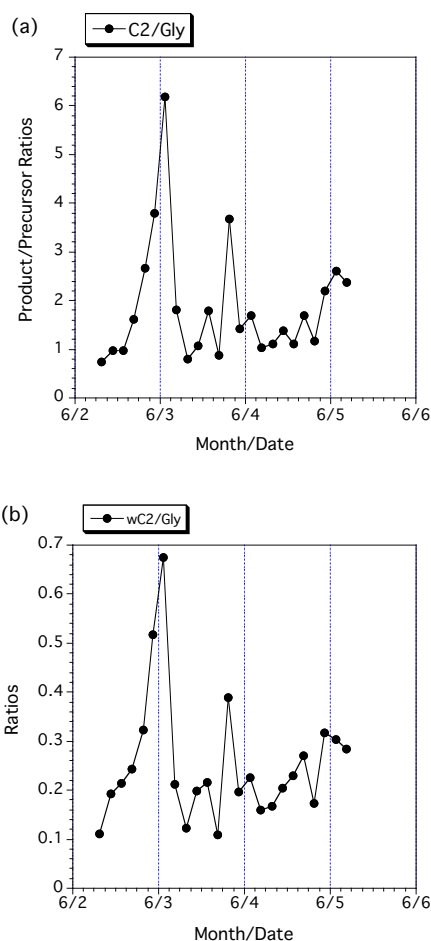 (a)
C2/Gly
7
6
5
4
3
2
1
0
Product/Precursor Ratios
6/2 6/3 6/4 6/5 6/6
Month/Date
(b)
wC2/Gly
0.7
0.6
0.5
0.4
0.3
0.2
0.1
0
Ratios
6/2 6/3 6/4 6/5 6/6
Month/Date